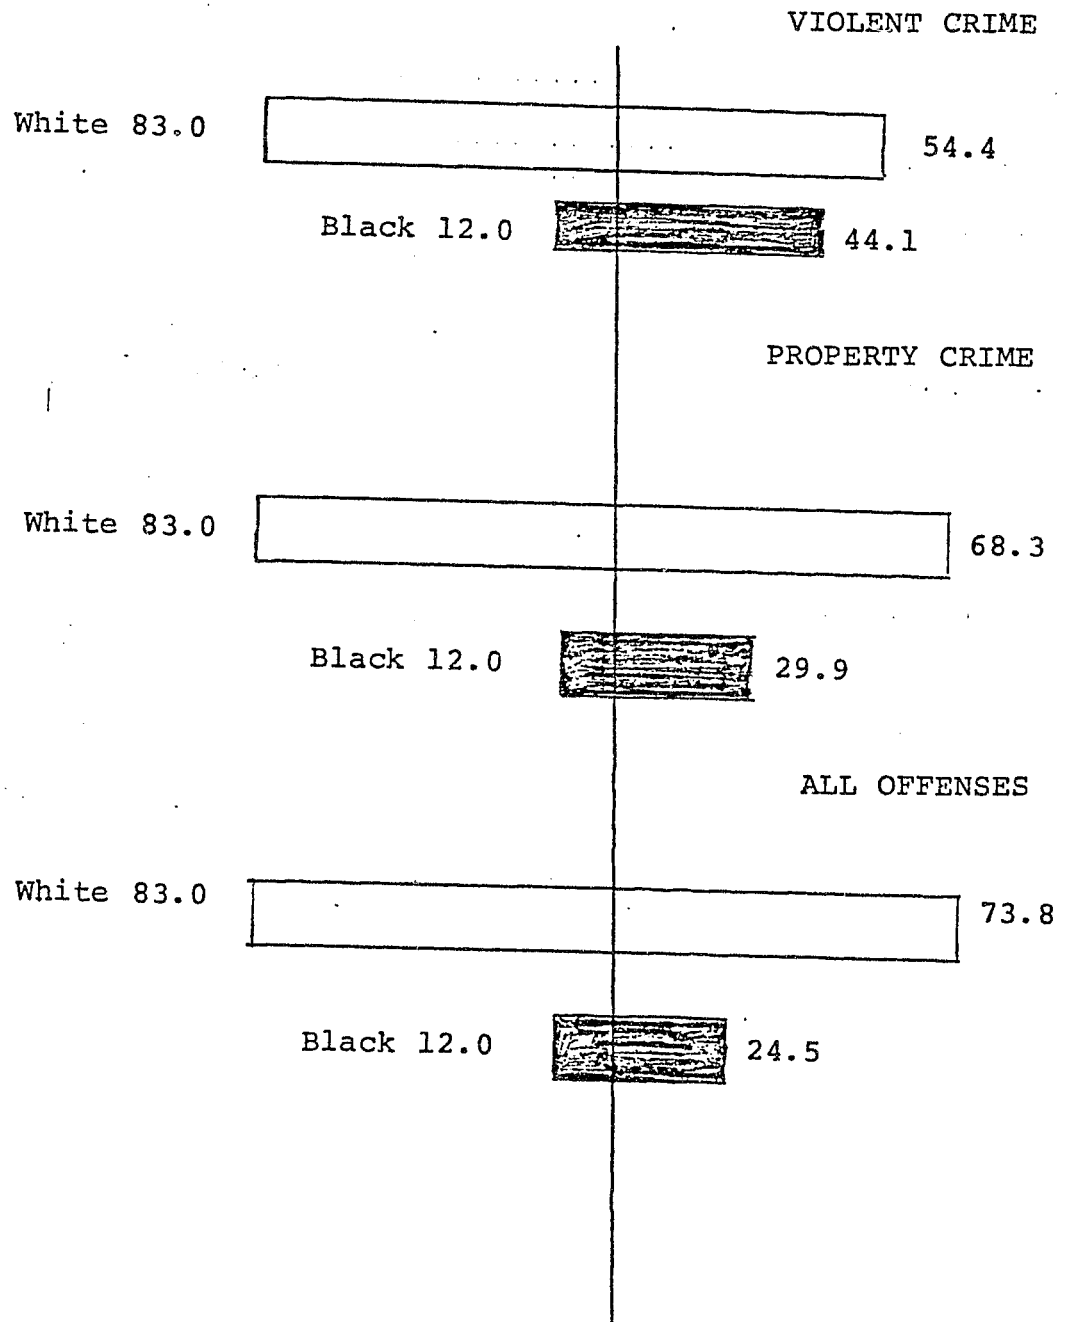 VIOLENT CRIME
White 83.0
54.4
Black 12.0
44.1
PROPERTY CRIME
White 83.0
68.3
Black 12.0
29.9
ALL OFFENSES
White 83.0
73.8
Black 12.0
24.5